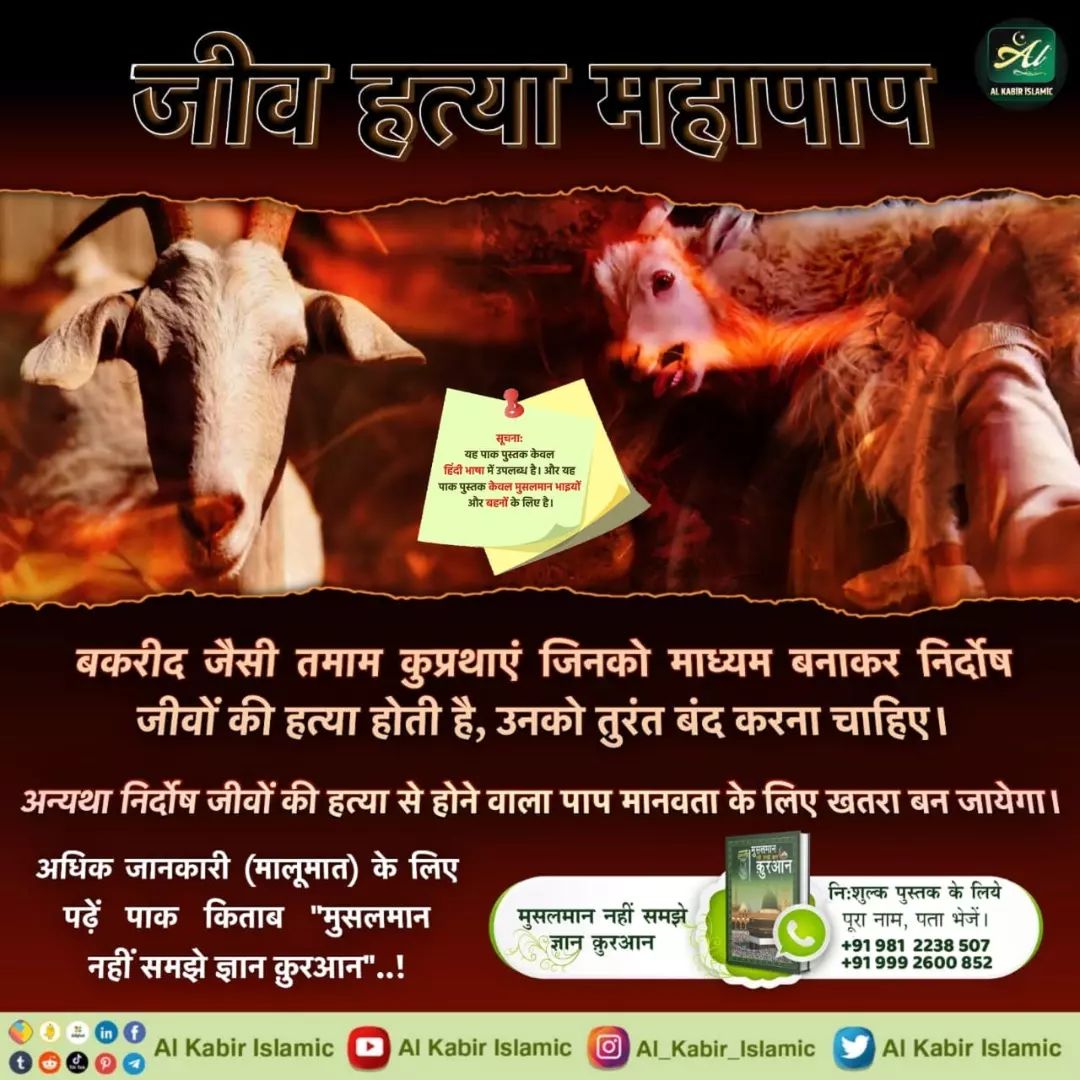 जीव हत्या महापाप
Al
AL KABIR ISLAMIC
सूचना:
यह पाक पुस्तक केवल
हिंदी भाषा में उपलब्ध है। और यह
पाक पुस्तक केवल मुसलमान भाइयों
और बहनों के लिए है।
बकरीद जैसी तमाम कुप्रथाएं जिनको माध्यम बनाकर निर्दोष
जीवों की हत्या होती है, उनको तुरंत बंद करना चाहिए।
अन्यथा निर्दोष जीवों की हत्या से होने वाला पाप मानवता के लिए खतरा बन जायेगा।
अधिक जानकारी (मालूमात) के लिए
पढ़ें पाक किताब "मुसलमान
नहीं समझे ज्ञान क़ुरआन"..!
मुसलमान नहीं समझे
ज्ञान क़ुरआन
मुसलमान
क़ुरआन
नि:शुल्क पुस्तक के लिये
पूरा नाम, पता भेजें।
+91 981 2238 507
+91 999 2600 852
Al Kabir Islamic
Al Kabir Islamic
Al_Kabir_Islamic
Al Kabir Islamic